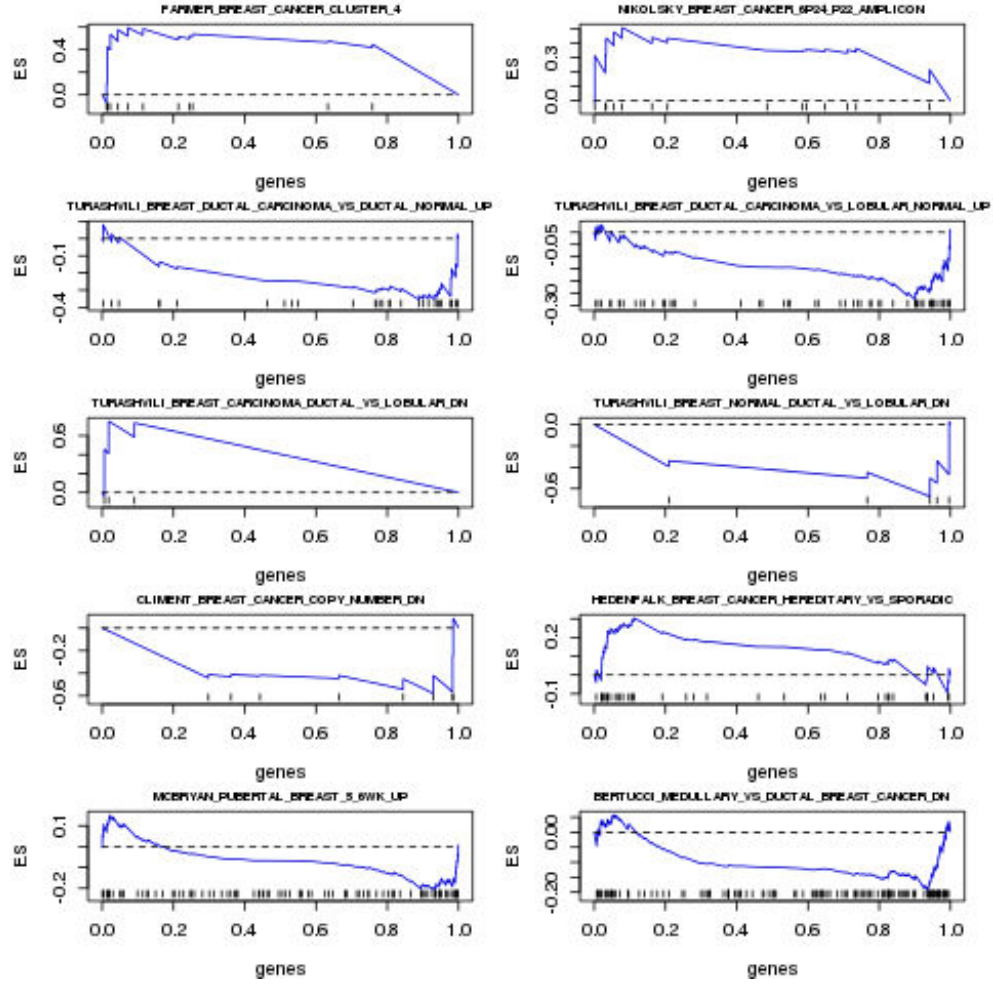 FARMER_BREAST_CANCER_CLUSTER_4
ES
0.0 0.4
0.0 0.2 0.4 0.6 0.8 1.0
genes
NIKOLSKY_BREAST_CANCER_6P24_P22_AMPLICON
ES
0.0 0.3
0.0 0.2 0.4 0.6 0.8 1.0
genes
TURASHVILI_BREAST_DUCTAL_CARCINOMA_VS_DUCTAL_NORMAL_UP
ES
-0.4 -0.1
0.0 0.2 0.4 0.6 0.8 1.0
genes
TURASHVILI_BREAST_DUCTAL_CARCINOMA_VS_LOBULAR_NORMAL_UP
ES
-0.30 -0.05
0.0 0.2 0.4 0.6 0.8 1.0
genes
TURASHVILI_BREAST_CARCINOMA_DUCTAL_VS_LOBULAR_DN
ES
0.0 0.6
0.0 0.2 0.4 0.6 0.8 1.0
genes
TURASHVILI_BREAST_NORMAL_DUCTAL_VS_LOBULAR_DN
ES
-0.6 0.0
0.0 0.2 0.4 0.6 0.8 1.0
genes
CLIMENT_BREAST_CANCER_COPY_NUMBER_DN
ES
-0.6 -0.2
0.0 0.2 0.4 0.6 0.8 1.0
genes
HEDENFALK_BREAST_CANCER_HEREDITARY_VS_SPORADIC
ES
-0.1 0.2
0.0 0.2 0.4 0.6 0.8 1.0
genes
MCBRYAN_PUBERTAL_BREAST_5_6WK_UP
ES
-0.2 0.1
0.0 0.2 0.4 0.6 0.8 1.0
genes
BERTUCCI_MEDULLARY_VS_DUCTAL_BREAST_CANCER_DN
ES
-0.20 0.00
0.0 0.2 0.4 0.6 0.8 1.0
genes